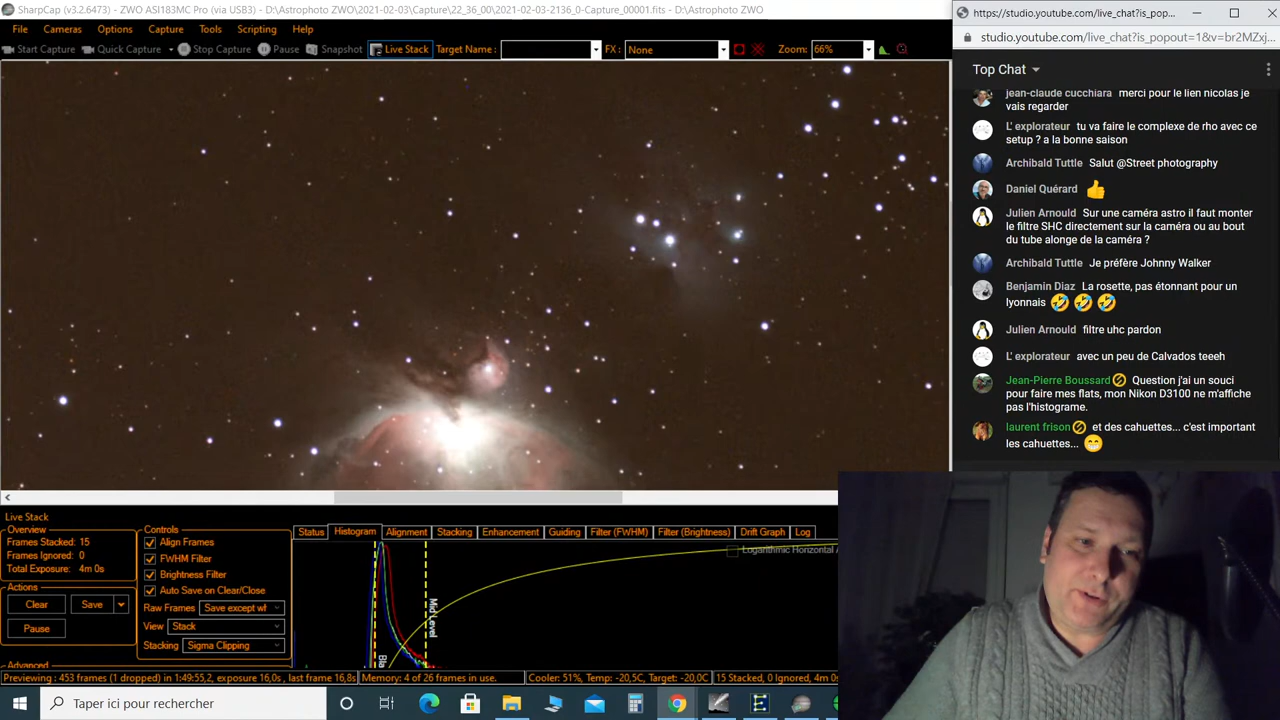 SharpCap (v3.2.6473) - ZWO ASI183MC Pro (via USB3) - D:\Astrophoto ZWO\2021-02-03\Capture\22_36_00 \2021-02-03-2136_0-Capture_00001.fits - D:\Astrophoto ZWO]
File Cameras Options Capture Tools Scripting Help
Start Capture Quick Capture Stop Capture Pause Snapshot Live Stack Target Name : FX : None Zoom: 66%
https://studio.youtube.com/live_chat?is_pop...
studio.youtube.com/live_chat?is_popout=1&v=br2MZxj...
Top Chat
jean-claude cucchiara merci pour le lien nicolas je
vais regarder
L' explorateur tu va faire le complexe de rho avec ce
setup ? a la bonne saison
Archibald Tuttle Salut @Street photography
Daniel Quérard 👍
Julien Arnould Sur une caméra astro il faut monter
le filtre SHC directement sur la caméra ou au bout
du tube alonge de la caméra ?
Archibald Tuttle Je préfère Johnny Walker
Benjamin Diaz La rosette, pas étonnant pour un
lyonnais 🤣 🤣 🤣
Julien Arnould filtre uhc pardon
L' explorateur avec un peu de Calvados teeeh
Jean-Pierre Boussard Question j'ai un souci
pour faire mes flats, mon Nikon D3100 ne m'affiche
pas l'histograme.
laurent frison et des cahuettes... c'est important
les cahuettes... 😁
Live Stack
Overview
Frames Stacked: 15
Frames Ignored: 0
Total Exposure: 4m 0s
Actions
Clear Save
Pause
Advanced
Controls
Align Frames
FWHM Filter
Brightness Filter
Auto Save on Clear/Close
Raw Frames Save except wh
View Stack
Stacking Sigma Clipping
Status Histogram Alignment Stacking Enhancement Guiding Filter (FWHM) Filter (Brightness) Drift Graph Log
Logarithmic Horizontal A
Mid Level
Bla
Previewing : 453 frames (1 dropped) in 1:49:55,2, exposure 16,0s , last frame 16,8s Memory: 4 of 26 frames in use. Cooler: 51%, Temp: -20,5C, Target: -20,0C 15 Stacked, 0 Ignored, 4m
Taper ici pour rechercher